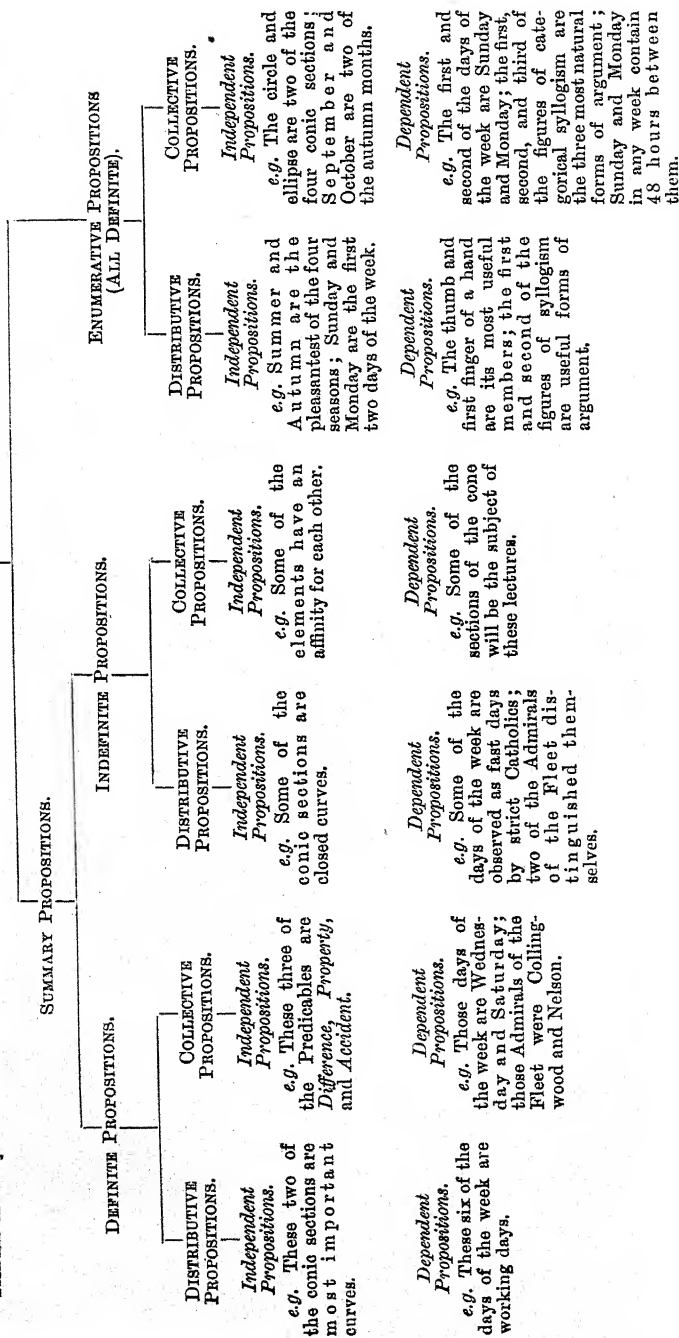 SUMMARY PROPOSITIONS.
ENUMERATIVE PROPOSITIONS
(ALL DEFINITE).
DEFINITE PROPOSITIONS.
INDEFINITE PROPOSITIONS.
DISTRIBUTIVE
PROPOSITIONS.
Independent
Propositions.
e.g. These two of
the conic sections are
most important
curves.
Dependent
Propositions.
e.g. These six of the
days of the week are
working days.
COLLECTIVE
PROPOSITIONS.
Independent
Propositions.
e.g. These three of
the Predicables are
Difference, Property,
and Accident.
Dependent
Propositions.
e.g. Those days of
the week are Wednes-
day and Saturday;
those Admirals of the
Fleet were Colling-
wood and Nelson.
DISTRIBUTIVE
PROPOSITIONS.
Independent
Propositions.
e.g. Some of the
conic sections are
closed curves.
Dependent
Propositions.
e.g. Some of the
days of the week are
observed as fast days
by strict Catholics;
two of the Admirals
of the Fleet dis-
tinguished them-
selves.
COLLECTIVE
PROPOSITIONS.
Independent
Propositions.
e.g. Some of the
elements have an
affinity for each other.
Dependent
Propositions.
e.g. Some of the
sections of the cone
will be the subject of
these lectures.
DISTRIBUTIVE
PROPOSITIONS.
Independent
Propositions.
e.g. Summer and
Autumn are the
pleasantest of the four
seasons; Sunday and
Monday are the first
two days of the week.
Dependent
Propositions.
e.g. The thumb and
first finger of a hand
are its most useful
members; the first
and second of the
figures of syllogism
are useful forms of
argument.
COLLECTIVE
PROPOSITIONS.
Independent
Propositions.
e.g. The circle and
ellipse are two of the
four conic sections;
September and
October are two of
the autumn months.
Dependent
Propositions.
e.g. The first and
second of the days of
the week are Sunday
and Monday; the first,
second, and third of
the figures of cate-
gorical syllogism are
the three most natural
forms of argument;
Sunday and Monday
in any week contain
48 hours between
them.